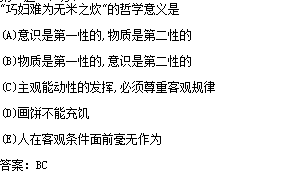 "巧妇难为无米之炊"的哲学意义是
(A)意识是第一性的,物质是第二性的
(B)物质是第一性的,意识是第二性的
(C)主观能动性的发挥,必须尊重客观规律
(D)画饼不能充饥
(E)人在客观条件面前毫无作为
答案: BC